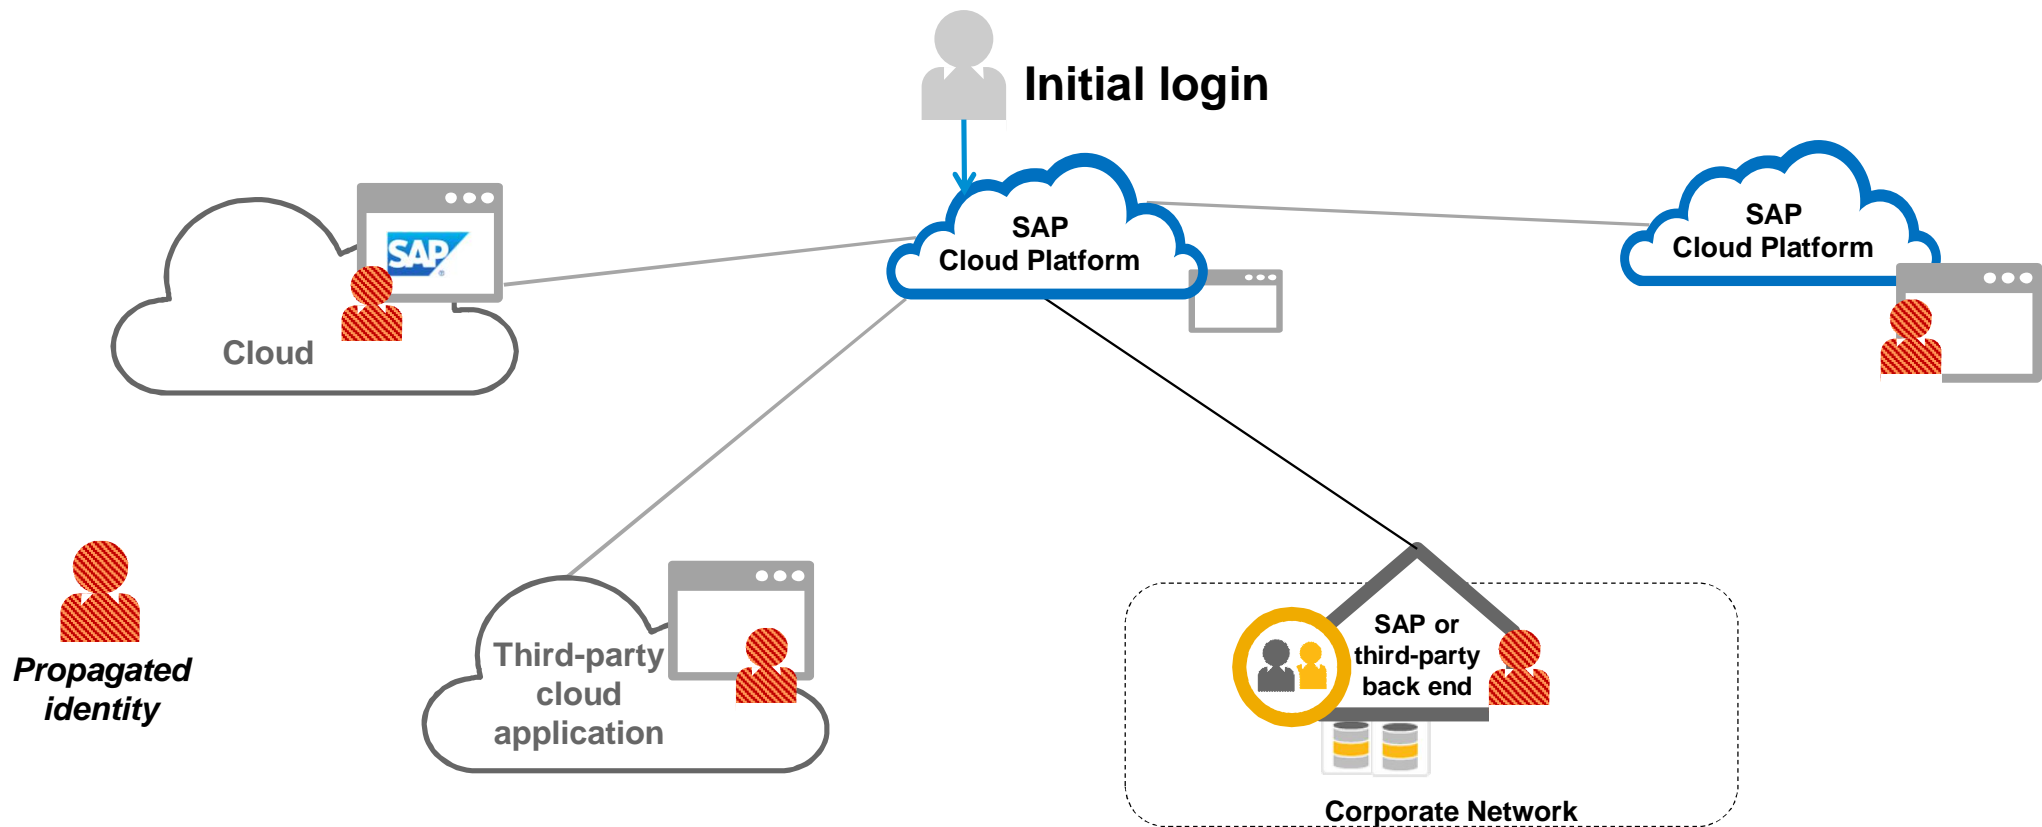 Initial login
SAP
Cloud Platform
SAP
Cloud Platform
SAP
®
Cloud
Propagated
identity
Third-party
cloud
application
SAP or
third-party
back end
Corporate Network